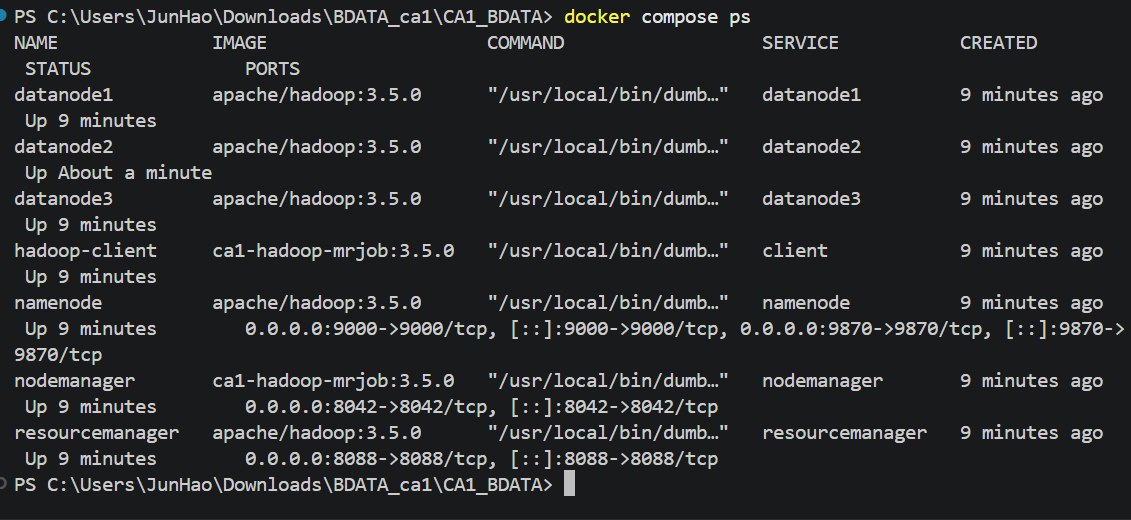 PS C:\Users\JunHao\Downloads\BDATA_ca1\CA1_BDATA> docker compose ps
NAME IMAGE COMMAND SERVICE CREATED
STATUS PORTS
datanode1 apache/hadoop:3.5.0 "/usr/local/bin/dumb…" datanode1 9 minutes ago
Up 9 minutes
datanode2 apache/hadoop:3.5.0 "/usr/local/bin/dumb…" datanode2 9 minutes ago
Up About a minute
datanode3 apache/hadoop:3.5.0 "/usr/local/bin/dumb…" datanode3 9 minutes ago
Up 9 minutes
hadoop-client ca1-hadoop-mrjob:3.5.0 "/usr/local/bin/dumb…" client 9 minutes ago
Up 9 minutes
namenode apache/hadoop:3.5.0 "/usr/local/bin/dumb…" namenode 9 minutes ago
Up 9 minutes 0.0.0.0:9000->9000/tcp, [::]:9000->9000/tcp, 0.0.0.0:9870->9870/tcp, [::]:9870->
9870/tcp
nodemanager ca1-hadoop-mrjob:3.5.0 "/usr/local/bin/dumb…" nodemanager 9 minutes ago
Up 9 minutes 0.0.0.0:8042->8042/tcp, [::]:8042->8042/tcp
resourcemanager apache/hadoop:3.5.0 "/usr/local/bin/dumb…" resourcemanager 9 minutes ago
Up 9 minutes 0.0.0.0:8088->8088/tcp, [::]:8088->8088/tcp
PS C:\Users\JunHao\Downloads\BDATA_ca1\CA1_BDATA>